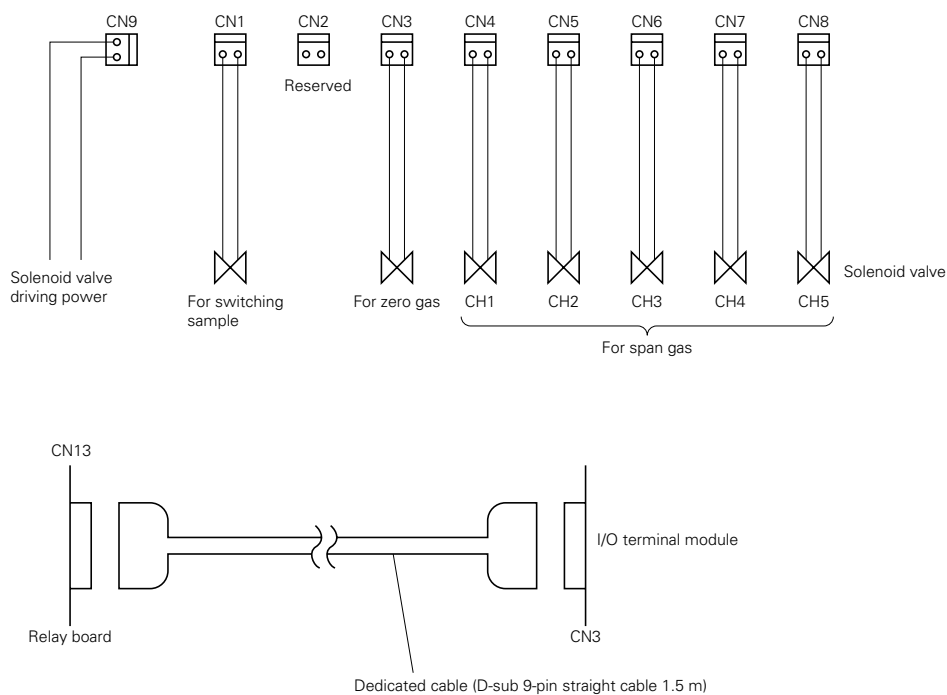 CN9
CN1
CN2
CN3
CN4
CN5
CN6
CN7
CN8
Reserved
Solenoid valve
driving power
For switching
sample
For zero gas
CH1
CH2
CH3
CH4
CH5
Solenoid valve
For span gas
CN13
I/O terminal module
Relay board
CN3
Dedicated cable (D-sub 9-pin straight cable 1.5 m)